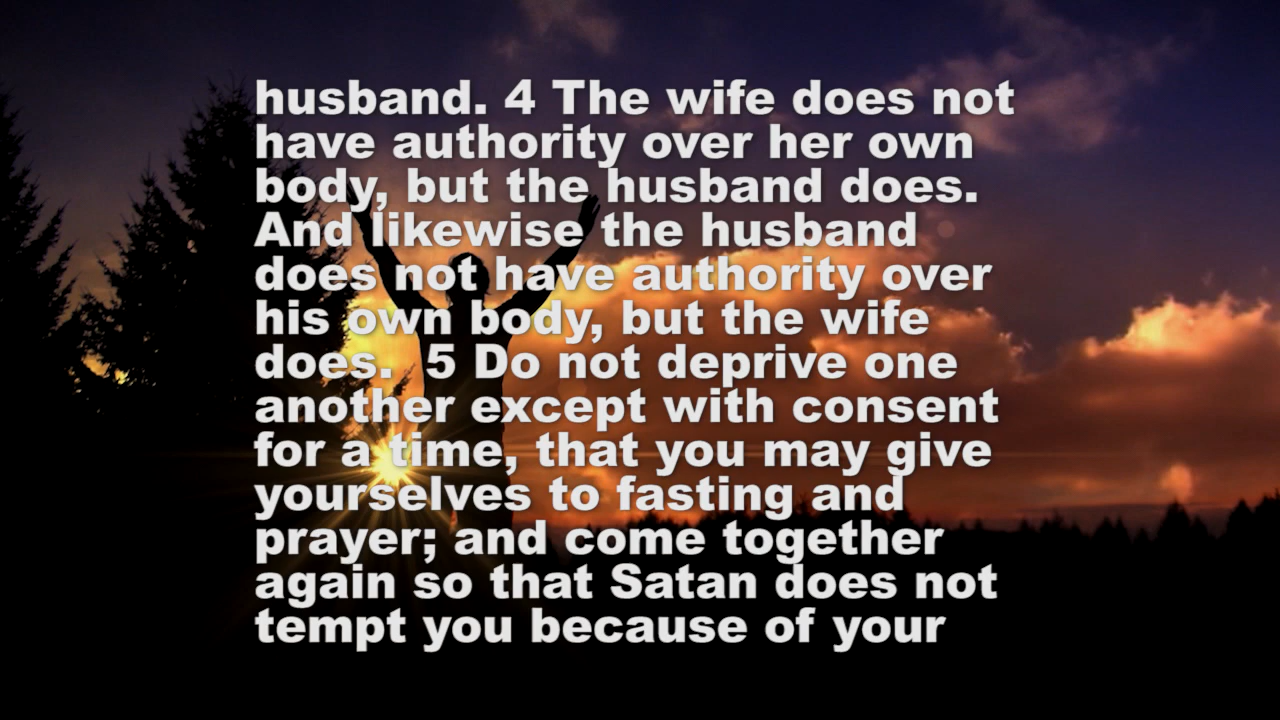 husband. 4 The wife does not
have authority over her own
body, but the husband does.
And likewise the husband
does not have authority over
his own body, but the wife
does.  5 Do not deprive one
another except with consent
for a time, that you may give
yourselves to fasting and
prayer; and come together
again so that Satan does not
tempt you because of your